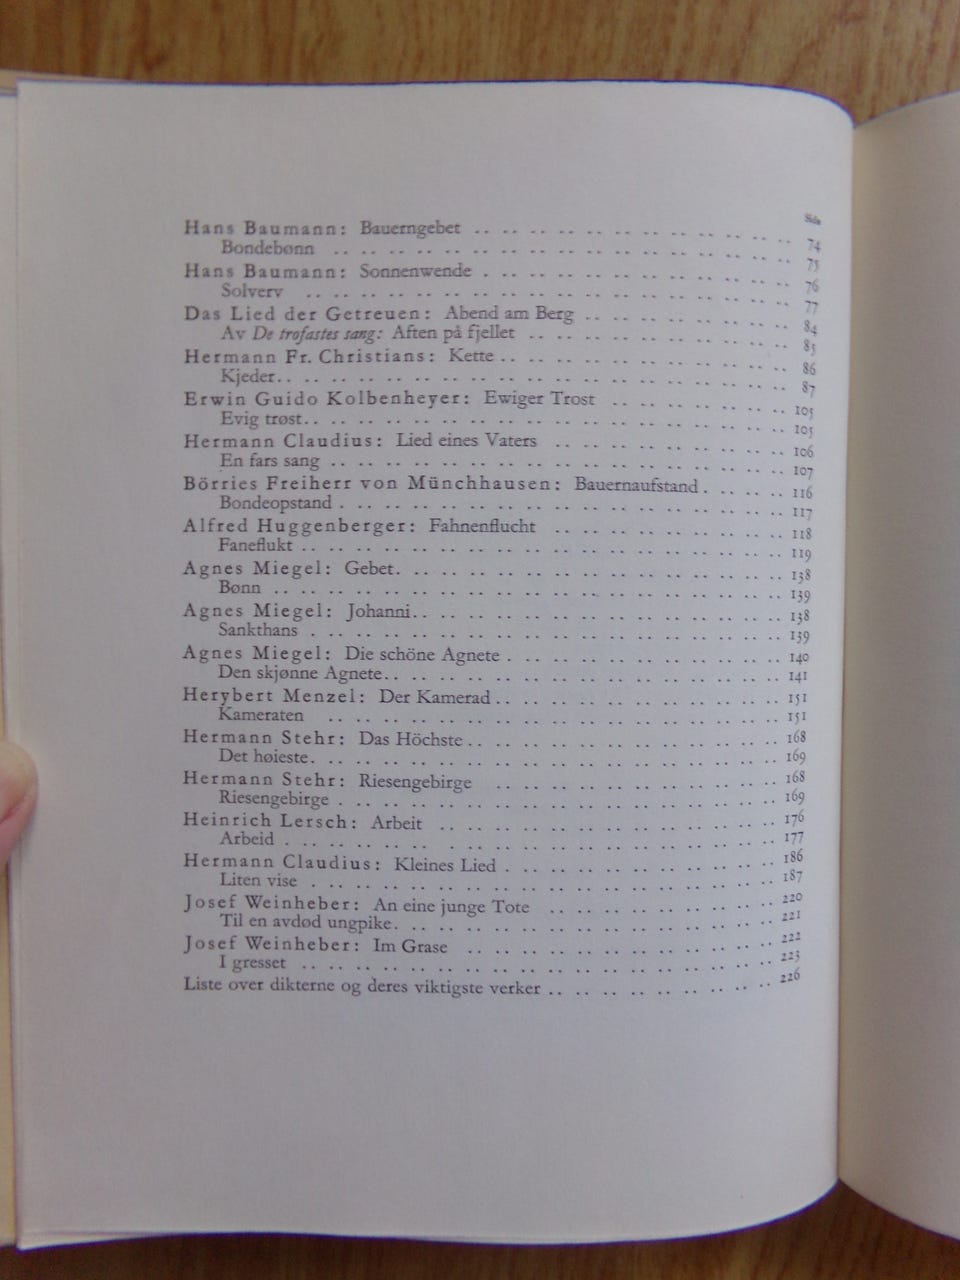 Side
Hans Baumann: Bauerngebet .. .. .. .. .. .. .. .. .. .. .. 74
Bondebønn .. .. .. .. .. .. .. .. .. .. .. .. .. .. .. .. 75
Hans Baumann: Sonnenwende . .. .. .. .. .. .. .. .. .. .. 76
Solverv .. .. .. .. .. .. .. .. .. .. .. .. .. .. .. .. .. 77
Das Lied der Getreuen: Abend am Berg .. .. .. .. .. .. .. 84
Av De trofastes sang: Aften på fjellet .. .. .. .. .. .. .. .. .. 85
Hermann Fr. Christians: Kette .. .. .. .. .. .. .. .. .. .. 86
Kjeder.. .. .. .. .. .. .. .. .. .. .. .. .. .. .. .. .. .. 87
Erwin Guido Kolbenheyer: Ewiger Trost .. .. .. .. .. .. 105
Evig trøst.. .. .. .. .. .. .. .. .. .. .. .. .. .. .. .. .. 105
Hermann Claudius: Lied eines Vaters .. .. .. .. .. .. .. .. 106
En fars sang .. .. .. .. .. .. .. .. .. .. .. .. .. .. .. .. 107
Börries Freiherr von Münchhausen: Bauernaufstand . .. .. .. 116
Bondeopstand . .. .. .. .. .. .. .. .. .. .. .. .. .. .. .. 117
Alfred Huggenberger: Fahnenflucht .. .. .. .. .. .. .. .. 118
Faneflukt .. .. .. .. .. .. .. .. .. .. .. .. .. .. .. .. .. 119
Agnes Miegel: Gebet. .. .. .. .. .. .. .. .. .. .. .. .. .. 138
Bønn .. .. .. .. .. .. .. .. .. .. .. .. .. .. .. .. .. .. 139
Agnes Miegel: Johanni.. .. .. .. .. .. .. .. .. .. .. .. .. 138
Sankthans . .. .. .. .. .. .. .. .. .. .. .. .. .. .. .. .. 139
Agnes Miegel: Die schöne Agnete . .. .. .. .. .. .. .. .. .. 140
Den skjønne Agnete.. .. .. .. .. .. .. .. .. .. .. .. .. .. 141
Herybert Menzel: Der Kamerad .. .. .. .. .. .. .. .. .. .. 151
Kameraten .. .. .. .. .. .. .. .. .. .. .. .. .. .. .. .. 151
Hermann Stehr: Das Höchste .. .. .. .. .. .. .. .. .. .. .. 168
Det høieste. .. .. .. .. .. .. .. .. .. .. .. .. .. .. .. .. 169
Hermann Stehr: Riesengebirge .. .. .. .. .. .. .. .. .. .. 168
Riesengebirge . .. .. .. .. .. .. .. .. .. .. .. .. .. .. .. 169
Heinrich Lersch: Arbeit .. .. .. .. .. .. .. .. .. .. .. .. 176
Arbeid . .. .. .. .. .. .. .. .. .. .. .. .. .. .. .. .. .. 177
Hermann Claudius: Kleines Lied . .. .. .. .. .. .. .. .. .. 186
Liten vise . .. .. .. .. .. .. .. .. .. .. .. .. .. .. .. .. 187
Josef Weinheber: An eine junge Tote .. .. .. .. .. .. .. .. 220
Til en avdød ungpike. .. .. .. .. .. .. .. .. .. .. .. .. .. 221
Josef Weinheber: Im Grase .. .. .. .. .. .. .. .. .. .. .. 222
I gresset .. .. .. .. .. .. .. .. .. .. .. .. .. .. .. .. .. 223
Liste over dikterne og deres viktigste verker .. .. .. .. .. .. .. .. 226